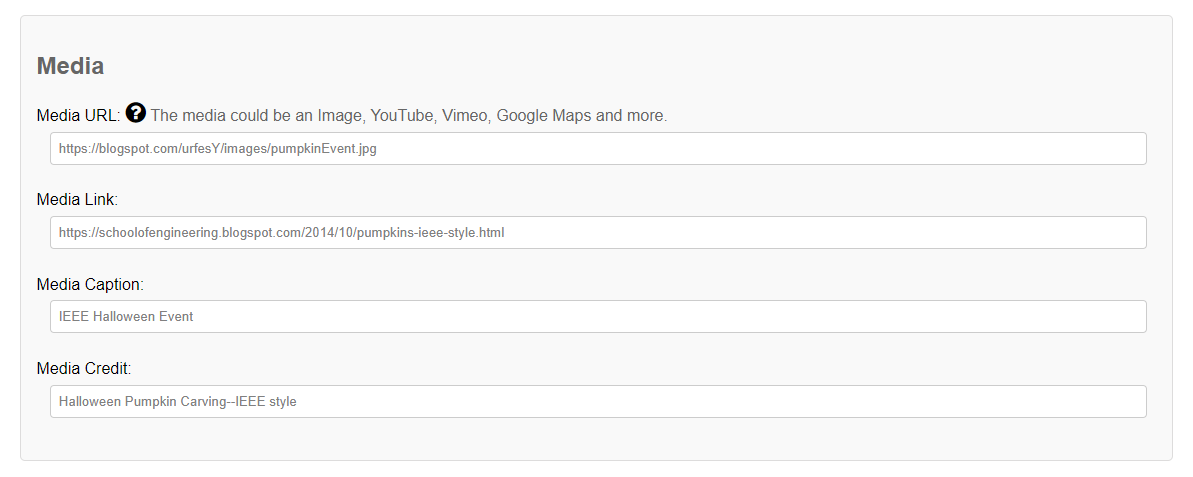 Media
Media URL: ? The media could be an Image, YouTube, Vimeo, Google Maps and more.
https://blogspot.com/urfesY/images/pumpkinEvent.jpg
Media Link:
https://schoolofengineering.blogspot.com/2014/10/pumpkins-ieee-style.html
Media Caption:
IEEE Halloween Event
Media Credit:
Halloween Pumpkin Carving--IEEE style